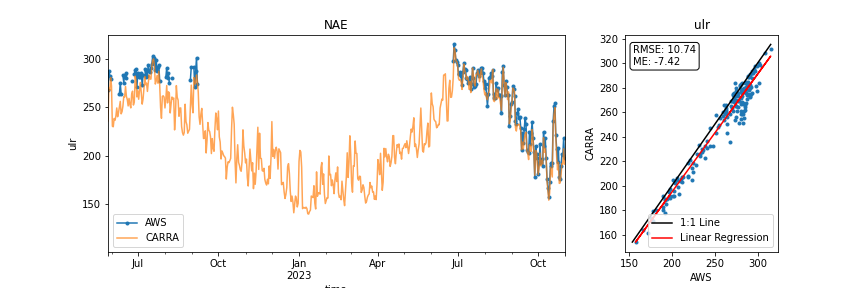 NAE
ulr
300
250
200
150
ulr
AWS
CARRA
Jul
Oct
Jan
2023
Apr
Jul
Oct
time
ulr
RMSE: 10.74
ME: -7.42
320
300
280
260
240
220
200
180
160
CARRA
1:1 Line
Linear Regression
150
200
250
300
AWS